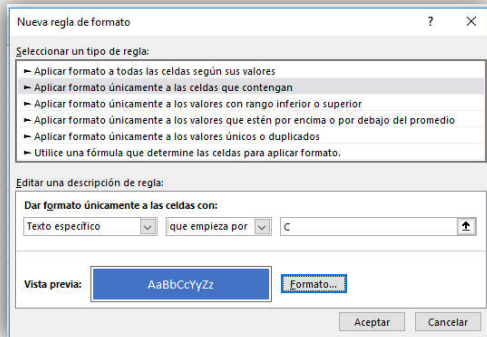 Nueva regla de formato ? ×
Seleccionar un tipo de regla:
► Aplicar formato a todas las celdas según sus valores
► Aplicar formato únicamente a las celdas que contengan
► Aplicar formato únicamente a los valores con rango inferior o superior
► Aplicar formato únicamente a los valores que estén por encima o por debajo del promedio
► Aplicar formato únicamente a los valores únicos o duplicados
► Utilice una fórmula que determine las celdas para aplicar formato.
Editar una descripción de regla:
Dar formato únicamente a las celdas con:
Texto específico que empieza por C
Vista previa: AaBbCcYyZz Formato...
Aceptar Cancelar